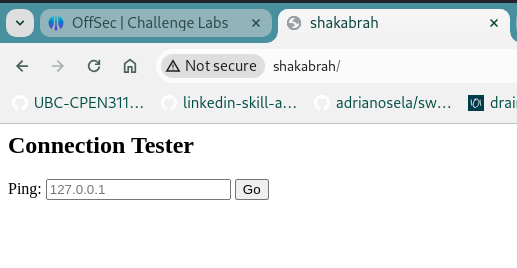 OffSec | Challenge Labs
shakabrah
Not secure shakabrah/
UBC-CPEN311... linkedin-skill-a... adrianosela/sw... drai
Connection Tester
Ping: 127.0.0.1 Go